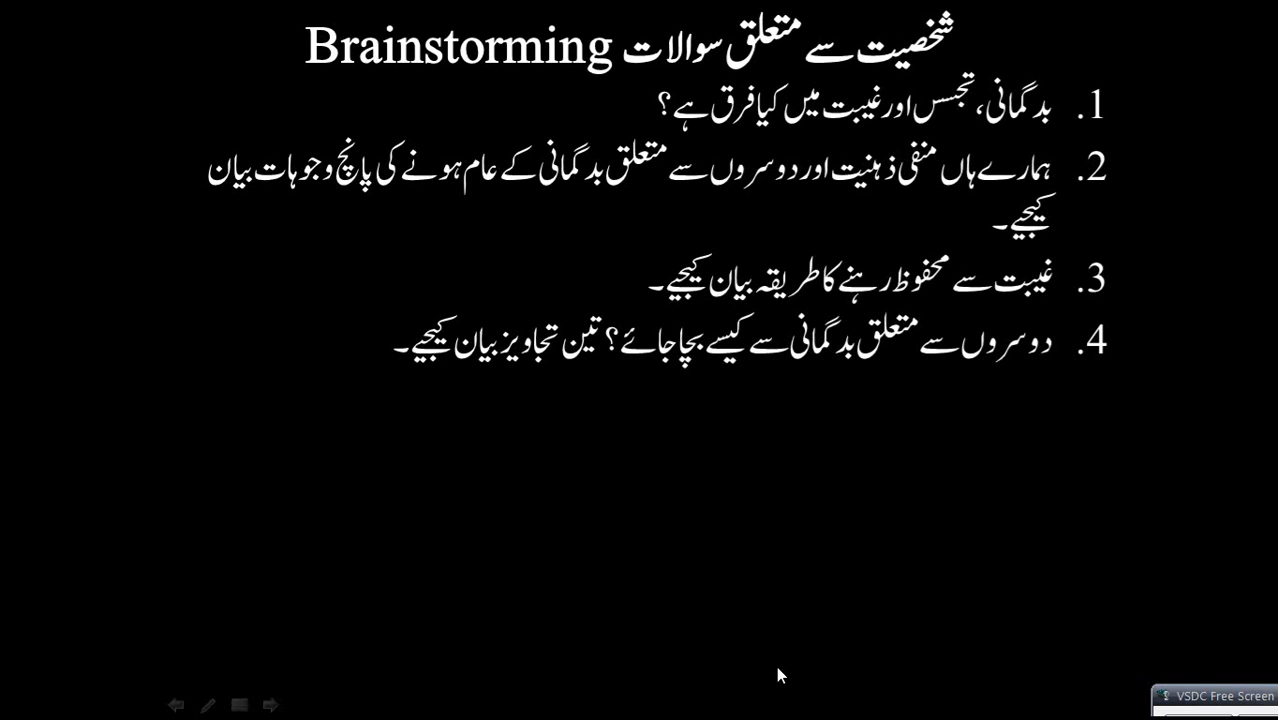 شخصیت سے متعلق سوالات Brainstorming
1. بدگمانی، تجسس اور غیبت میں کیا فرق ہے؟
2. ہمارے ہاں منفی ذہنیت اور دوسروں سے متعلق بدگمانی کے عام ہونے کی پانچ وجوہات بیان
کیجیے۔
3. غیبت سے محفوظ رہنے کا طریقہ بیان کیجیے۔
4. دوسروں سے متعلق بدگمانی سے کیسے بچا جائے؟ تین تجاویز بیان کیجیے۔
VSDC Free Screen